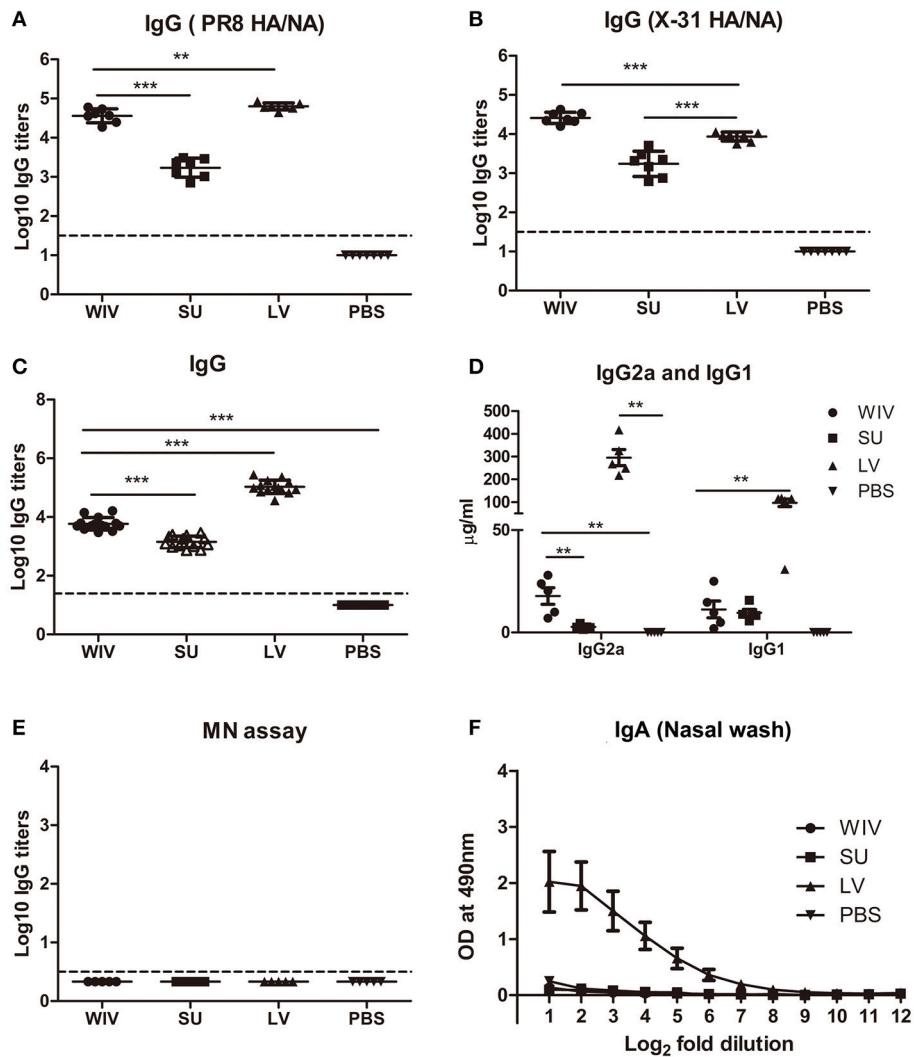 A
IgG ( PR8 HA/NA)
Log10 IgG titers
6
5
4
3
2
1
0
**
***
WIV SU LV PBS
B
IgG (X-31 HA/NA)
Log10 IgG titers
6
5
4
3
2
1
0
***
***
WIV SU LV PBS
C
IgG
Log10 IgG titers
8
6
4
2
0
***
***
***
WIV SU LV PBS
D
IgG2a and IgG1
µg/ml
500
400
300
200
100
50
0
**
**
**
**
IgG2a IgG1
WIV
SU
LV
PBS
E
MN assay
Log10 IgG titers
4
3
2
1
0
WIV SU LV PBS
F
IgA (Nasal wash)
OD at 490nm
4
3
2
1
0
WIV
SU
LV
PBS
1 2 3 4 5 6 7 8 9 10 11 12
Log2 fold dilution